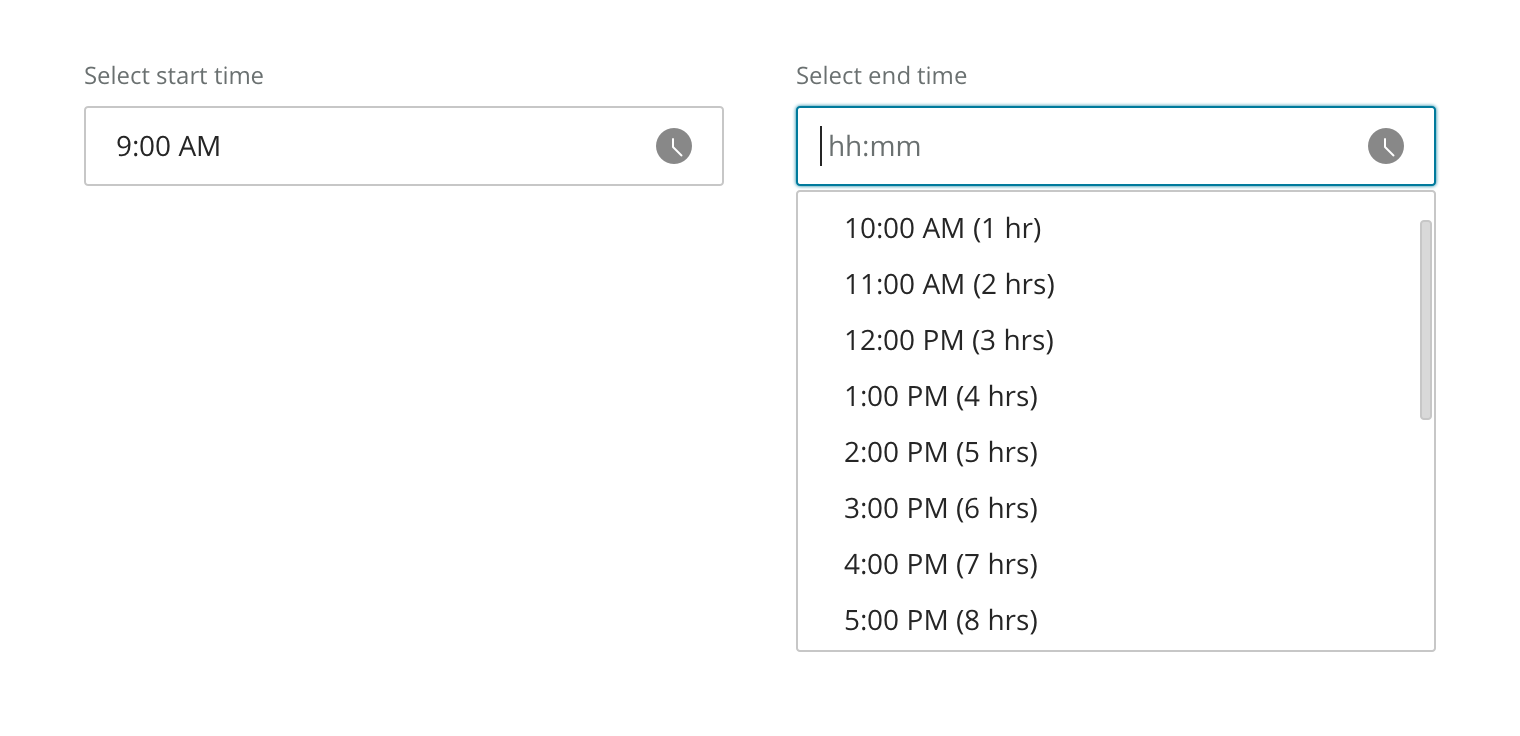 Select start time
9:00 AM
Select end time
hh:mm
10:00 AM (1 hr)
11:00 AM (2 hrs)
12:00 PM (3 hrs)
1:00 PM (4 hrs)
2:00 PM (5 hrs)
3:00 PM (6 hrs)
4:00 PM (7 hrs)
5:00 PM (8 hrs)